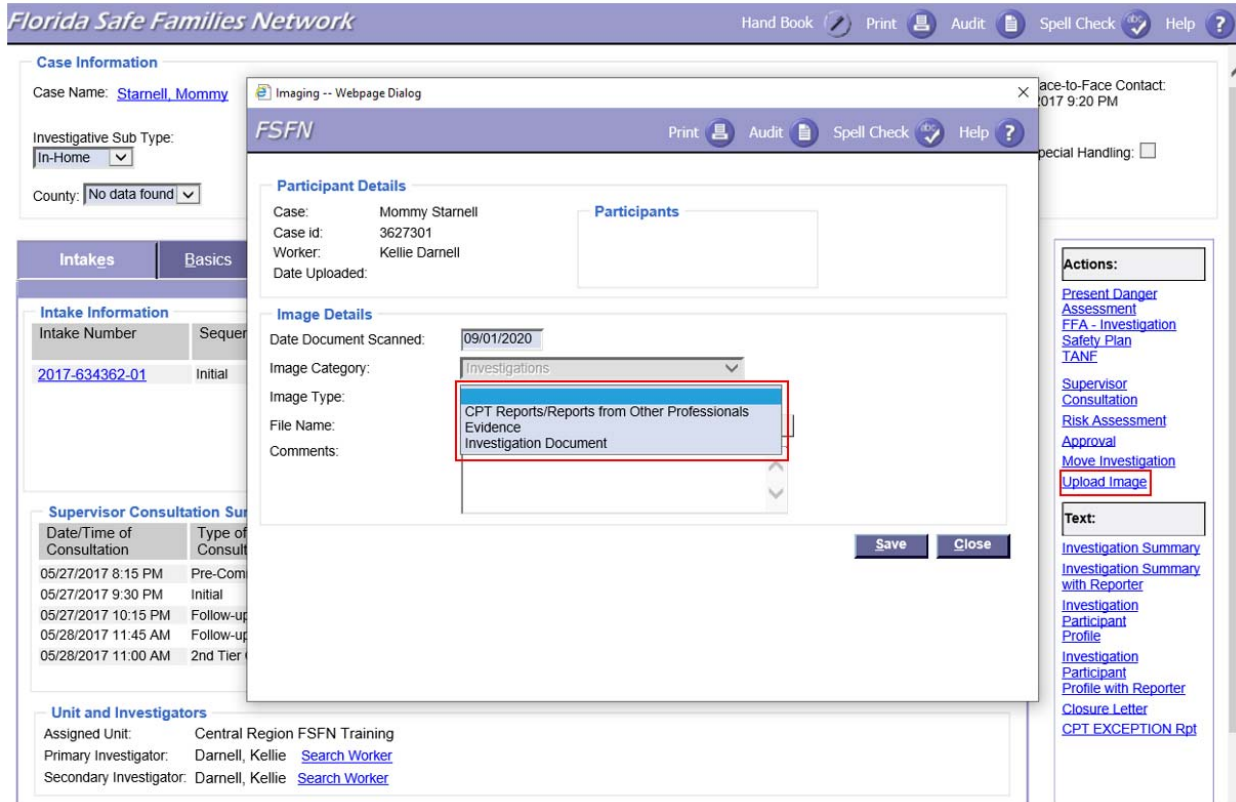 Florida Safe Families Network
Hand Book Print Audit Spell Check Help
Case Information
Case Name: Starnell, Mommy
ace-to-Face Contact:
2017 9:20 PM
Investigative Sub Type:
In-Home
pecial Handling:
County: No data found
Imaging -- Webpage Dialog
FSFN
Print Audit Spell Check Help
Participant Details
Case: Mommy Starnell
Case id: 3627301
Worker: Kellie Darnell
Date Uploaded:
Participants
Image Details
Date Document Scanned: 09/01/2020
Image Category: Investigations
Image Type:
CPT Reports/Reports from Other Professionals
Evidence
Investigation Document
File Name:
Comments:
Save Close
Intakes Basics
Intake Information
Intake Number Sequen
2017-634362-01 Initial
Supervisor Consultation Su
Date/Time of Type of
Consultation Consult
05/27/2017 8:15 PM Pre-Com
05/27/2017 9:30 PM Initial
05/27/2017 10:15 PM Follow-up
05/28/2017 11:45 AM Follow-up
05/28/2017 11:00 AM 2nd Tier
Unit and Investigators
Assigned Unit: Central Region FSFN Training
Primary Investigator: Darnell, Kellie Search Worker
Secondary Investigator: Darnell, Kellie Search Worker
Actions:
Present Danger
Assessment
FFA - Investigation
Safety Plan
TANF
Supervisor
Consultation
Risk Assessment
Approval
Move Investigation
Upload Image
Text:
Investigation Summary
Investigation Summary
with Reporter
Investigation
Participant
Profile
Investigation
Participant
Profile with Reporter
Closure Letter
CPT EXCEPTION Rpt